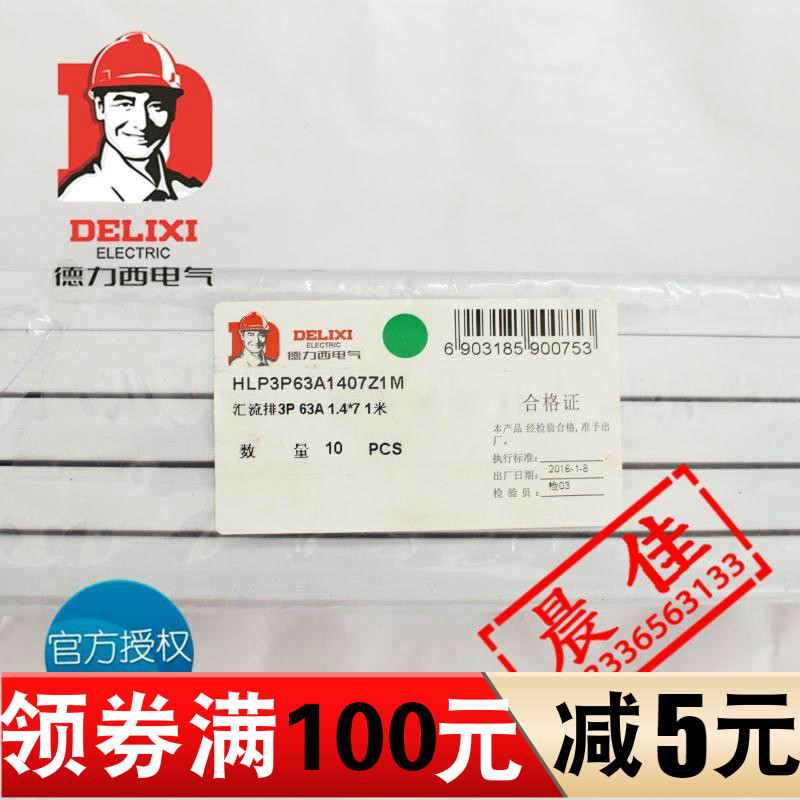 DELIXI
ELECTRIC
德力西电气
DELIXI
ELECTRIC
德力西电气
6 903185 900753
HLP3P63A1407Z1M
汇流排3P 63A 1.4*7 1米
数 量 10 PCS
合格证
本产品 经检验合格,准予出
厂。
执行标准:
出厂日期: 2016-1-8
检验员: 检03
晨佳
3336563133
官方授权
领券满100元 减5元